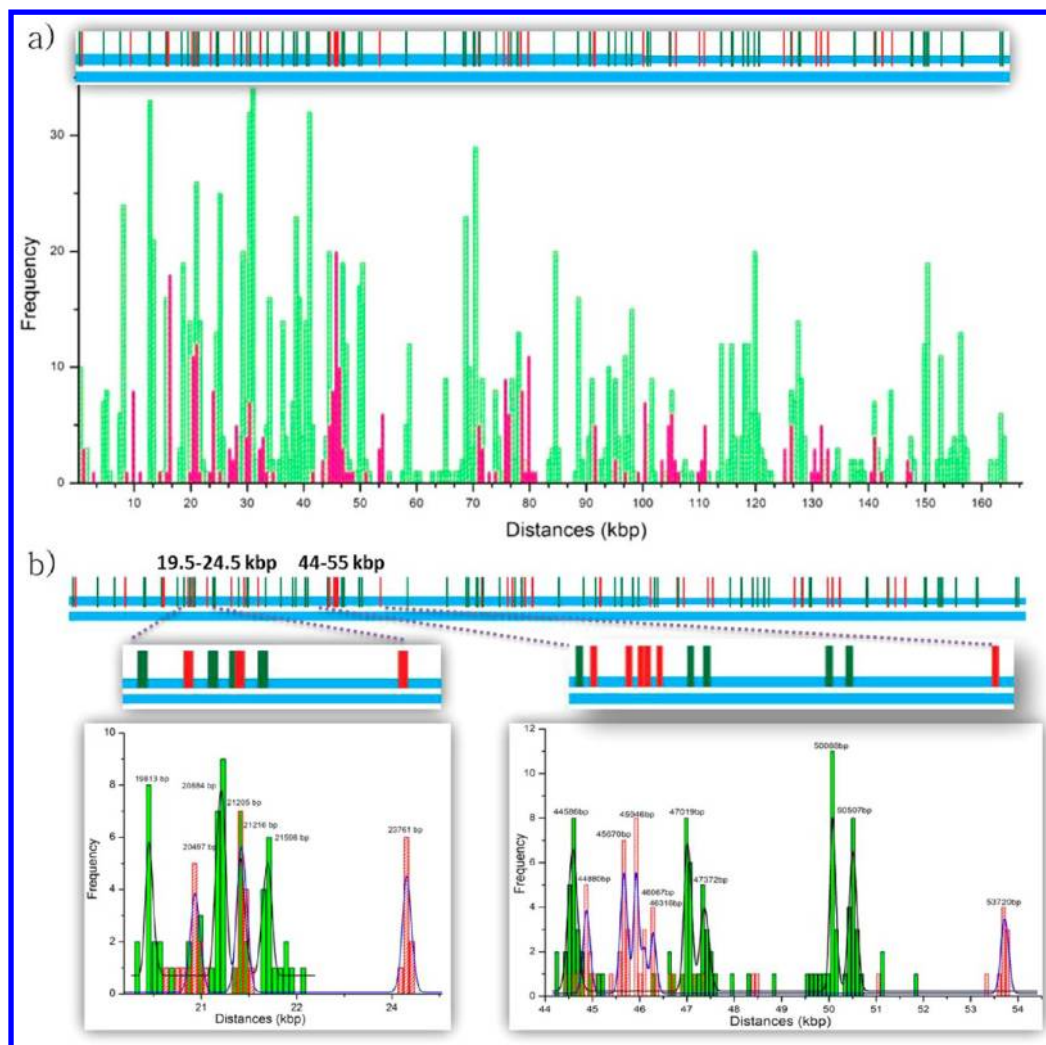 a)
30
20
10
0
Frequency
10 20 30 40 50 60 70 80 90 100 110 120 130 140 150 160
Distances (kbp)
b)
19.5-24.5 kbp 44-55 kbp
10
8
6
4
2
0
Frequency
19813 bp
20497 bp
20884 bp
21205 bp
21216 bp
21598 bp
23761 bp
21 22 24
Distances (kbp)
12
10
8
6
4
2
0
Frequency
44586bp
44880bp
45670bp
45946bp
46067bp
46316bp
47019bp
47372bp
50088bp
50507bp
53720bp
44 45 46 47 48 49 50 51 52 53 54
Distances (kbp)